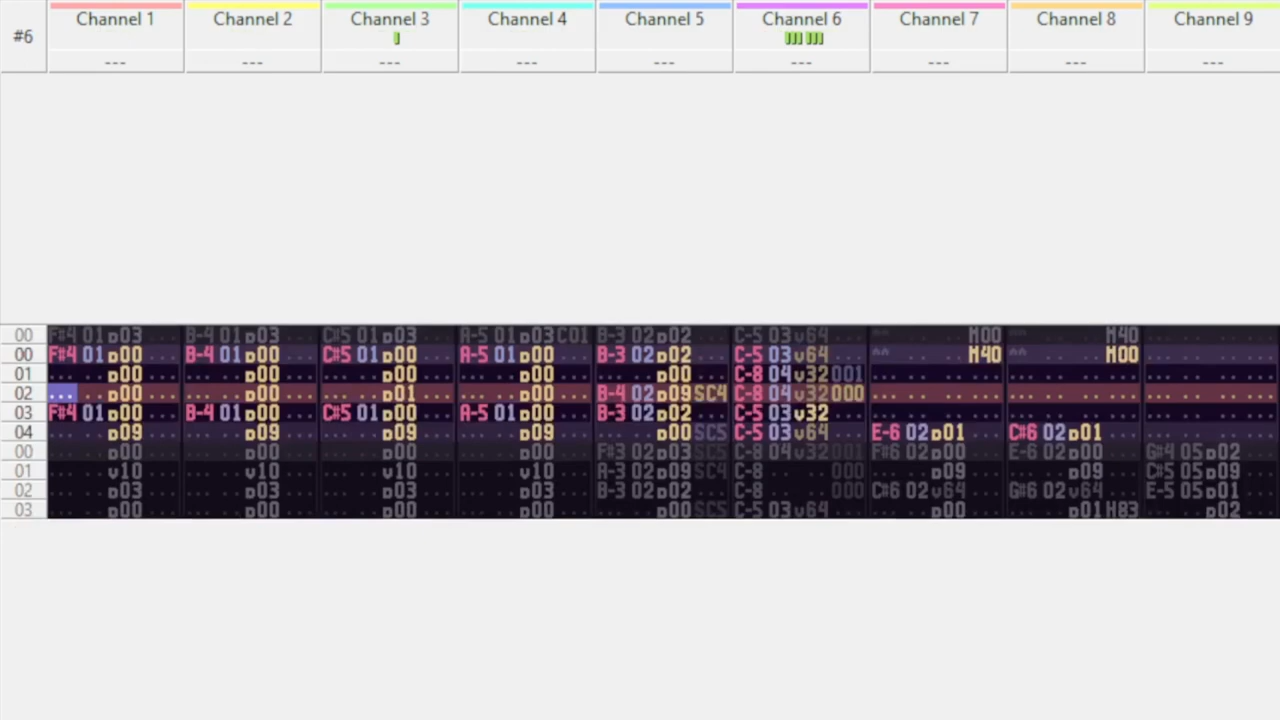 #6 Channel 1 Channel 2 Channel 3 Channel 4 Channel 5 Channel 6 Channel 7 Channel 8 Channel 9
--- --- --- --- --- --- --- --- ---
00 F#4 01 p03 B-4 01 p03 C#5 01 p03 A-5 01 p03 C01 B-3 02 p02 C-5 03 v64 ^^ M00 ^^ M40
00 F#4 01 p00 B-4 01 p00 C#5 01 p00 A-5 01 p00 B-3 02 p02 C-5 03 v64 ^^ M40 ^^ M00
01 p00 p00 p00 p00 p00 C-8 04 v32 001
02 ... p00 p00 p01 p00 B-4 02 p09 SC4 C-8 04 v32 000
03 F#4 01 p00 B-4 01 p00 C#5 01 p00 A-5 01 p00 B-3 02 p02 C-5 03 v32
04 p09 p09 p09 p09 p00 SC5 C-5 03 v64 E-6 02 p01 C#6 02 p01
00 p00 p00 p00 p00 F#3 02 p03 C-8 04 v32 001 F#6 02 p00 E-6 02 p00 G#4 05 p02
01 v10 v10 v10 v10 A-3 02 p09 SC4 C-8 000 p09 p09 C#5 05 p09
02 p03 p03 p03 p03 B-3 02 p02 C-8 000 C#6 02 v64 G#6 02 v64 E-5 05 p01
03 p00 p00 p00 p00 p00 SC5 C-5 03 v64 p00 p01 H83 p02